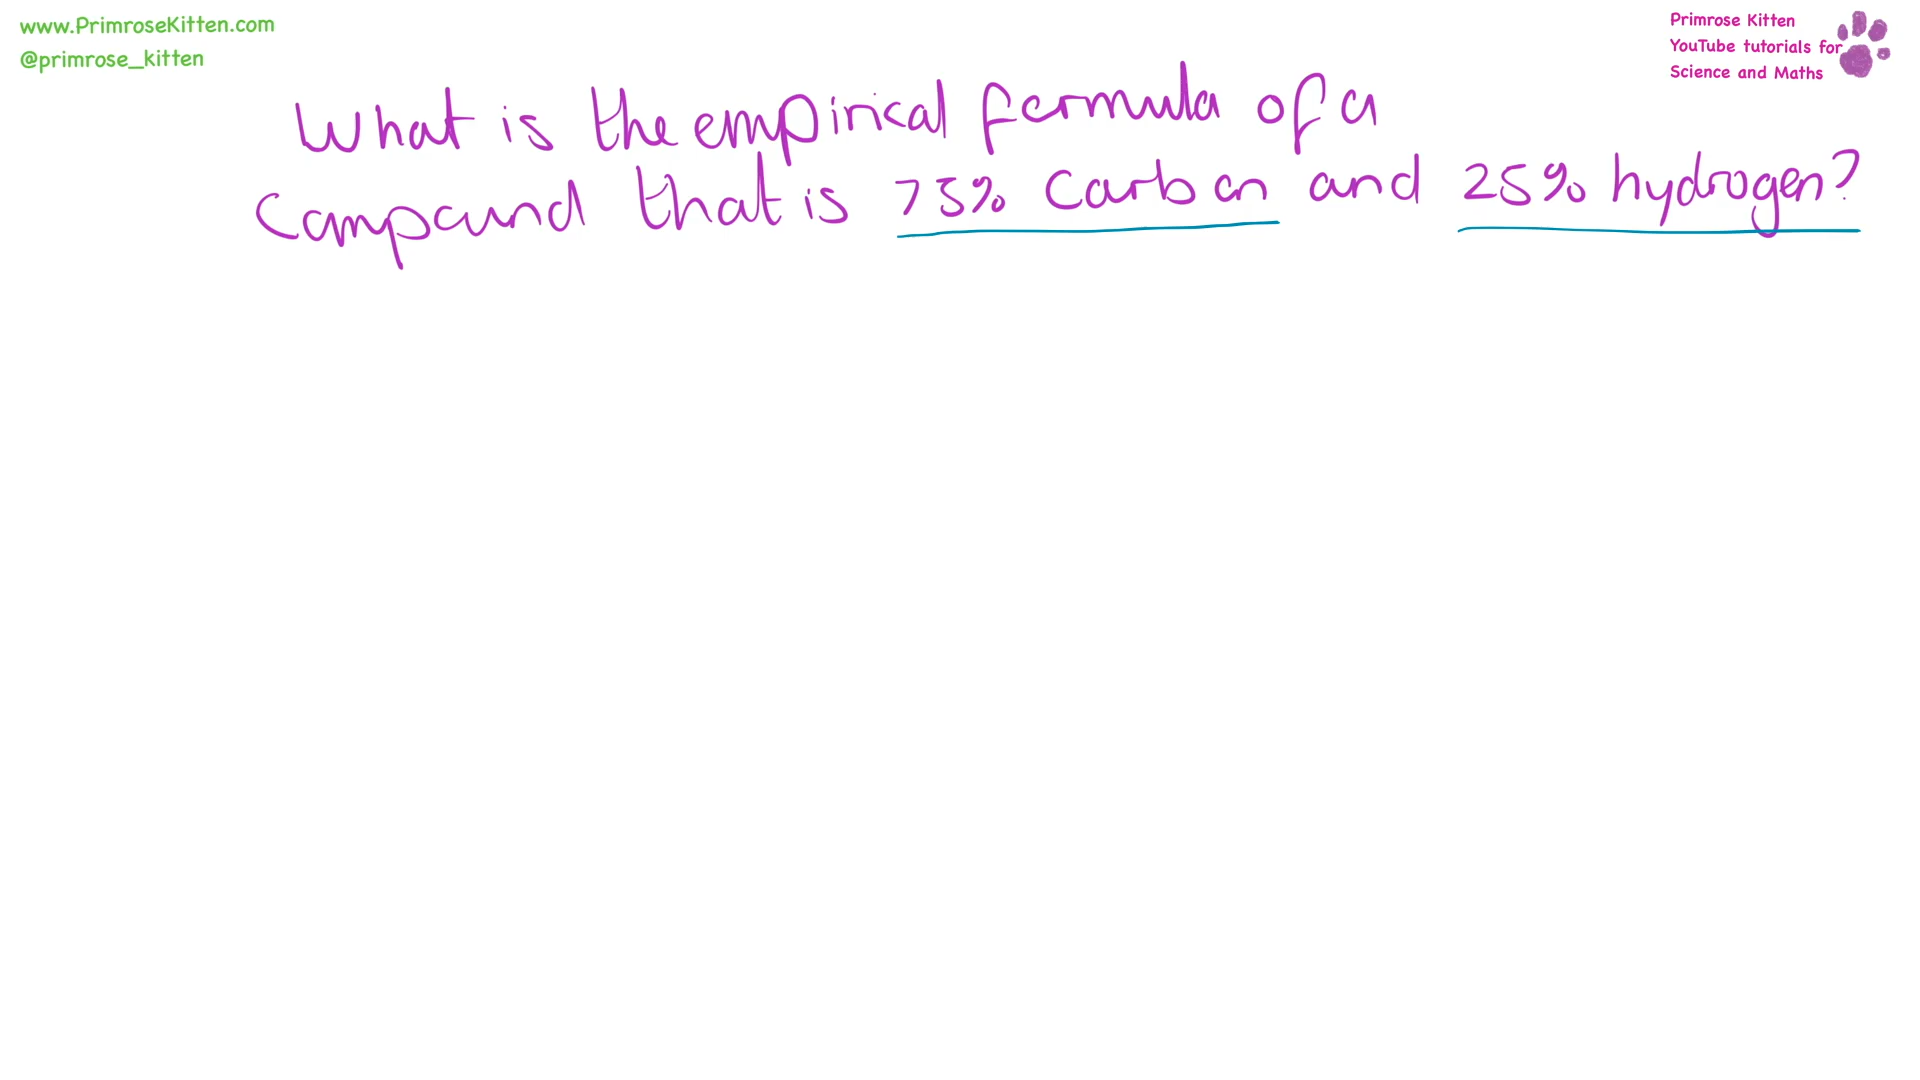 www.PrimroseKitten.com
@primrose_kitten
Primrose Kitten
YouTube tutorials for
Science and Maths
What is the empirical formula of a
compound that is 75% carbon and 25% hydrogen?